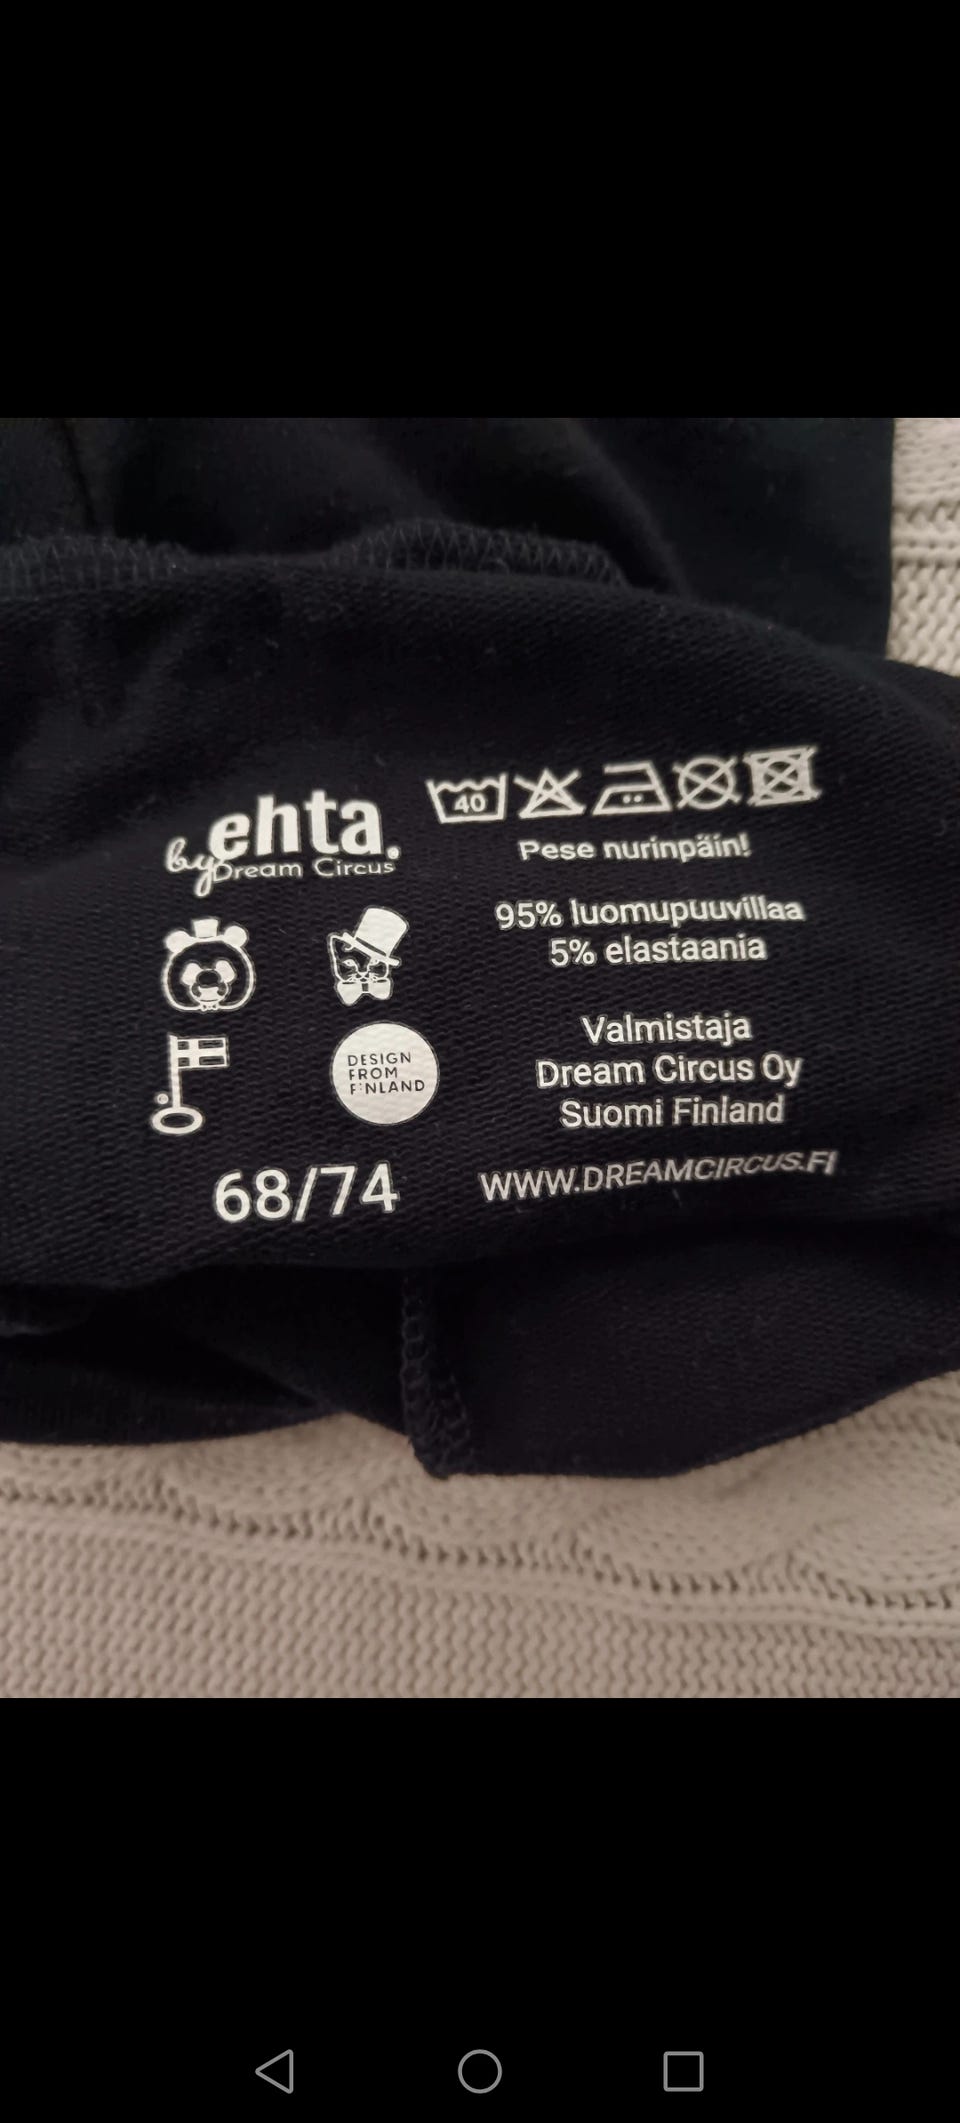 ehta.
by Dream Circus
DESIGN
FROM
F:NLAND
68/74
40
Pese nurinpäin!
95% luomupuuvillaa
5% elastaania
Valmistaja
Dream Circus Oy
Suomi Finland
WWW.DREAMCIRCUS.FI